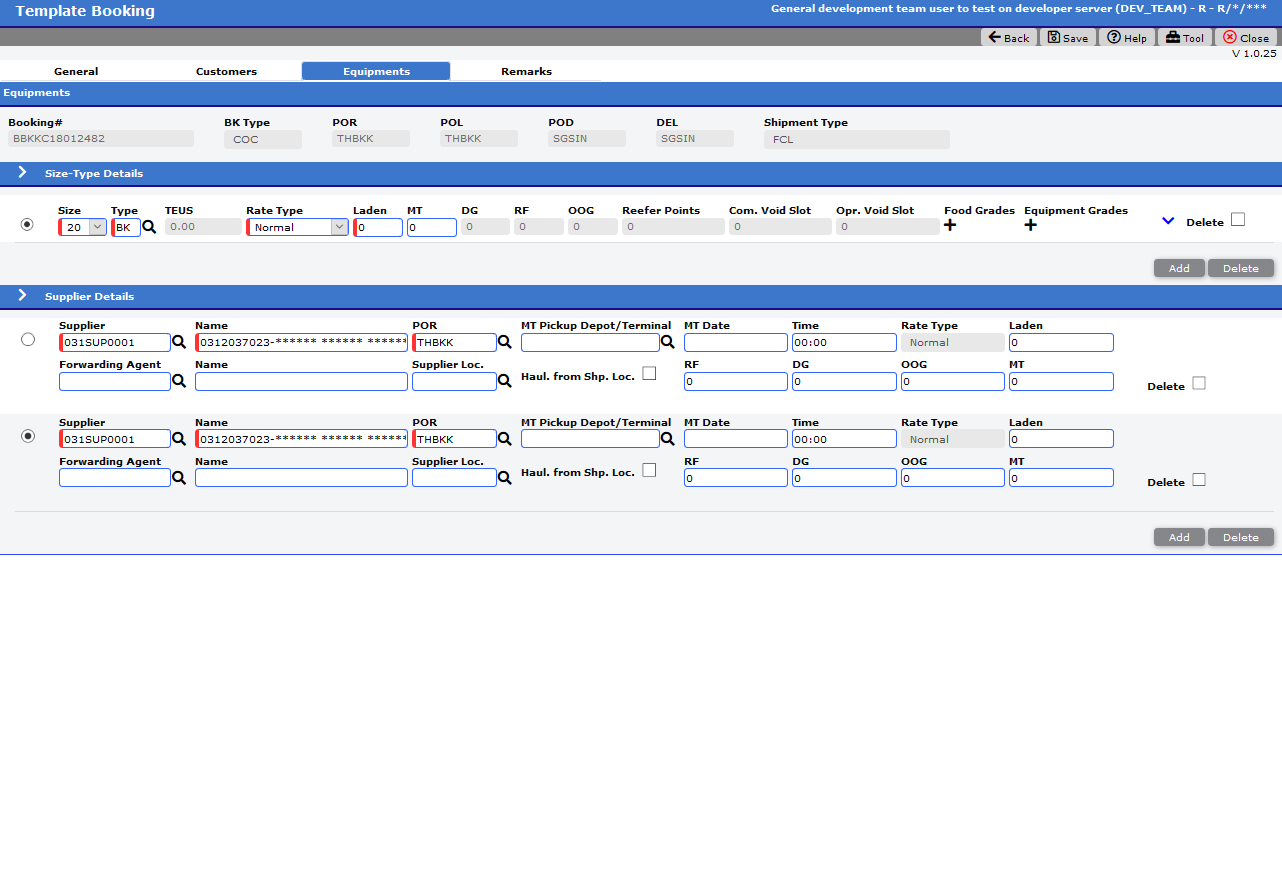 Template Booking
General development team user to test on developer server (DEV_TEAM) - R - R/*/***
Back Save Help Tool Close
V 1.0.25
General Customers Equipments Remarks
Equipments
Booking# BK Type POR POL POD DEL Shipment Type
BBKKC18012482 COC THBKK THBKK SGSIN SGSIN FCL
Size-Type Details
Size Type TEUS Rate Type Laden MT DG RF OOG Reefer Points Com. Void Slot Opr. Void Slot Food Grades Equipment Grades
20 BK 0.00 Normal 0 0 0 0 0 0 0 0 Delete
Add Delete
Supplier Details
Supplier Name POR MT Pickup Depot/Terminal MT Date Time Rate Type Laden
031SUP0001 0312037023-****** ****** ****** THBKK 00:00 Normal 0
Forwarding Agent Name Supplier Loc. Haul. from Shp. Loc. RF DG OOG MT
0 0 0 0 Delete
Supplier Name POR MT Pickup Depot/Terminal MT Date Time Rate Type Laden
031SUP0001 0312037023-****** ****** ****** THBKK 00:00 Normal 0
Forwarding Agent Name Supplier Loc. Haul. from Shp. Loc. RF DG OOG MT
0 0 0 0 Delete
Add Delete